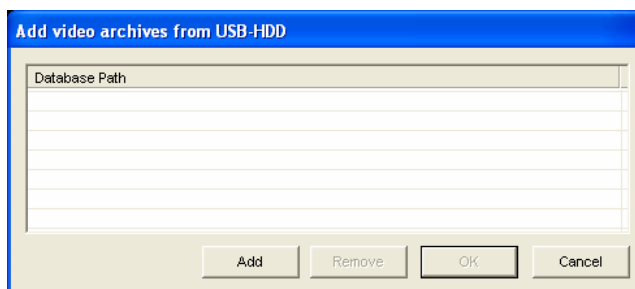 Add video archives from USB-HDD
Database Path
Add Remove OK Cancel